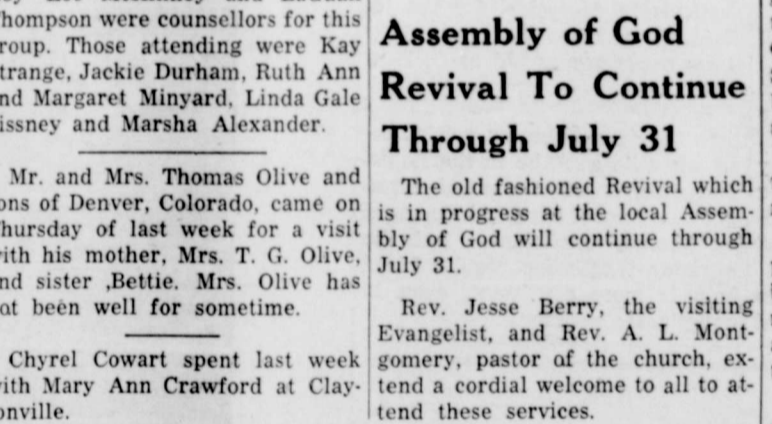 Thompson were counsellors for this
roup. Those attending were Kay
trange, Jackie Durham, Ruth Ann
nd Margaret Minyard, Linda Gale
issney and Marsha Alexander.
Mr. and Mrs. Thomas Olive and
ons of Denver, Colorado, came on
hursday of last week for a visit
ith his mother, Mrs. T. G. Olive,
nd sister ,Bettie. Mrs. Olive has
ot been well for sometime.
Chyrel Cowart spent last week
ith Mary Ann Crawford at Clay-
onville.
Assembly of God
Revival To Continue
Through July 31
The old fashioned Revival which
is in progress at the local Assem-
bly of God will continue through
July 31.
Rev. Jesse Berry, the visiting
Evangelist, and Rev. A. L. Mont-
gomery, pastor of the church, ex-
tend a cordial welcome to all to at-
tend these services.